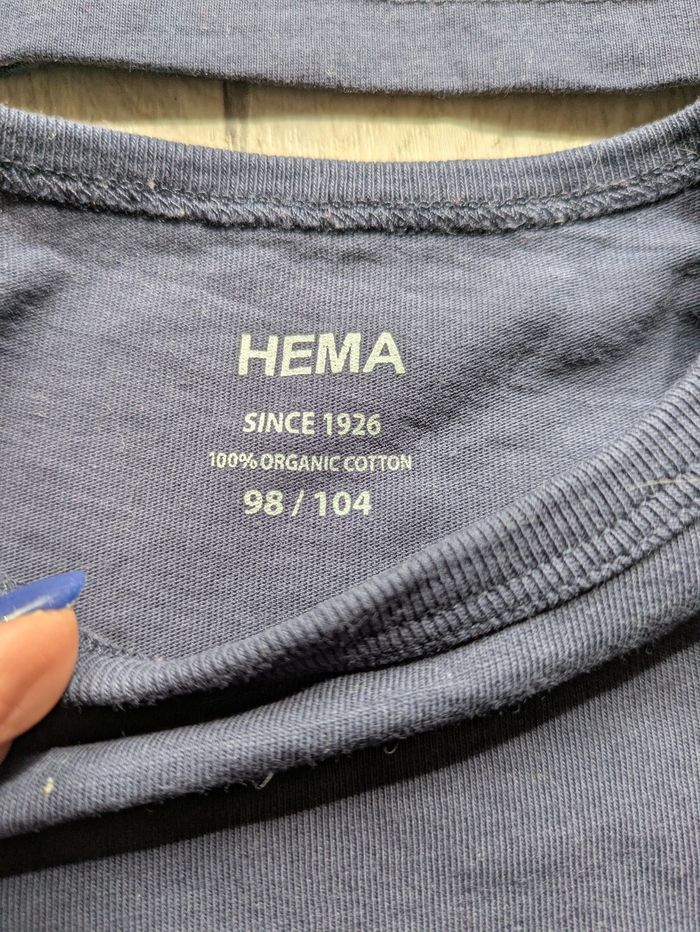 HEMA
SINCE 1926
100% ORGANIC COTTON
98 / 104